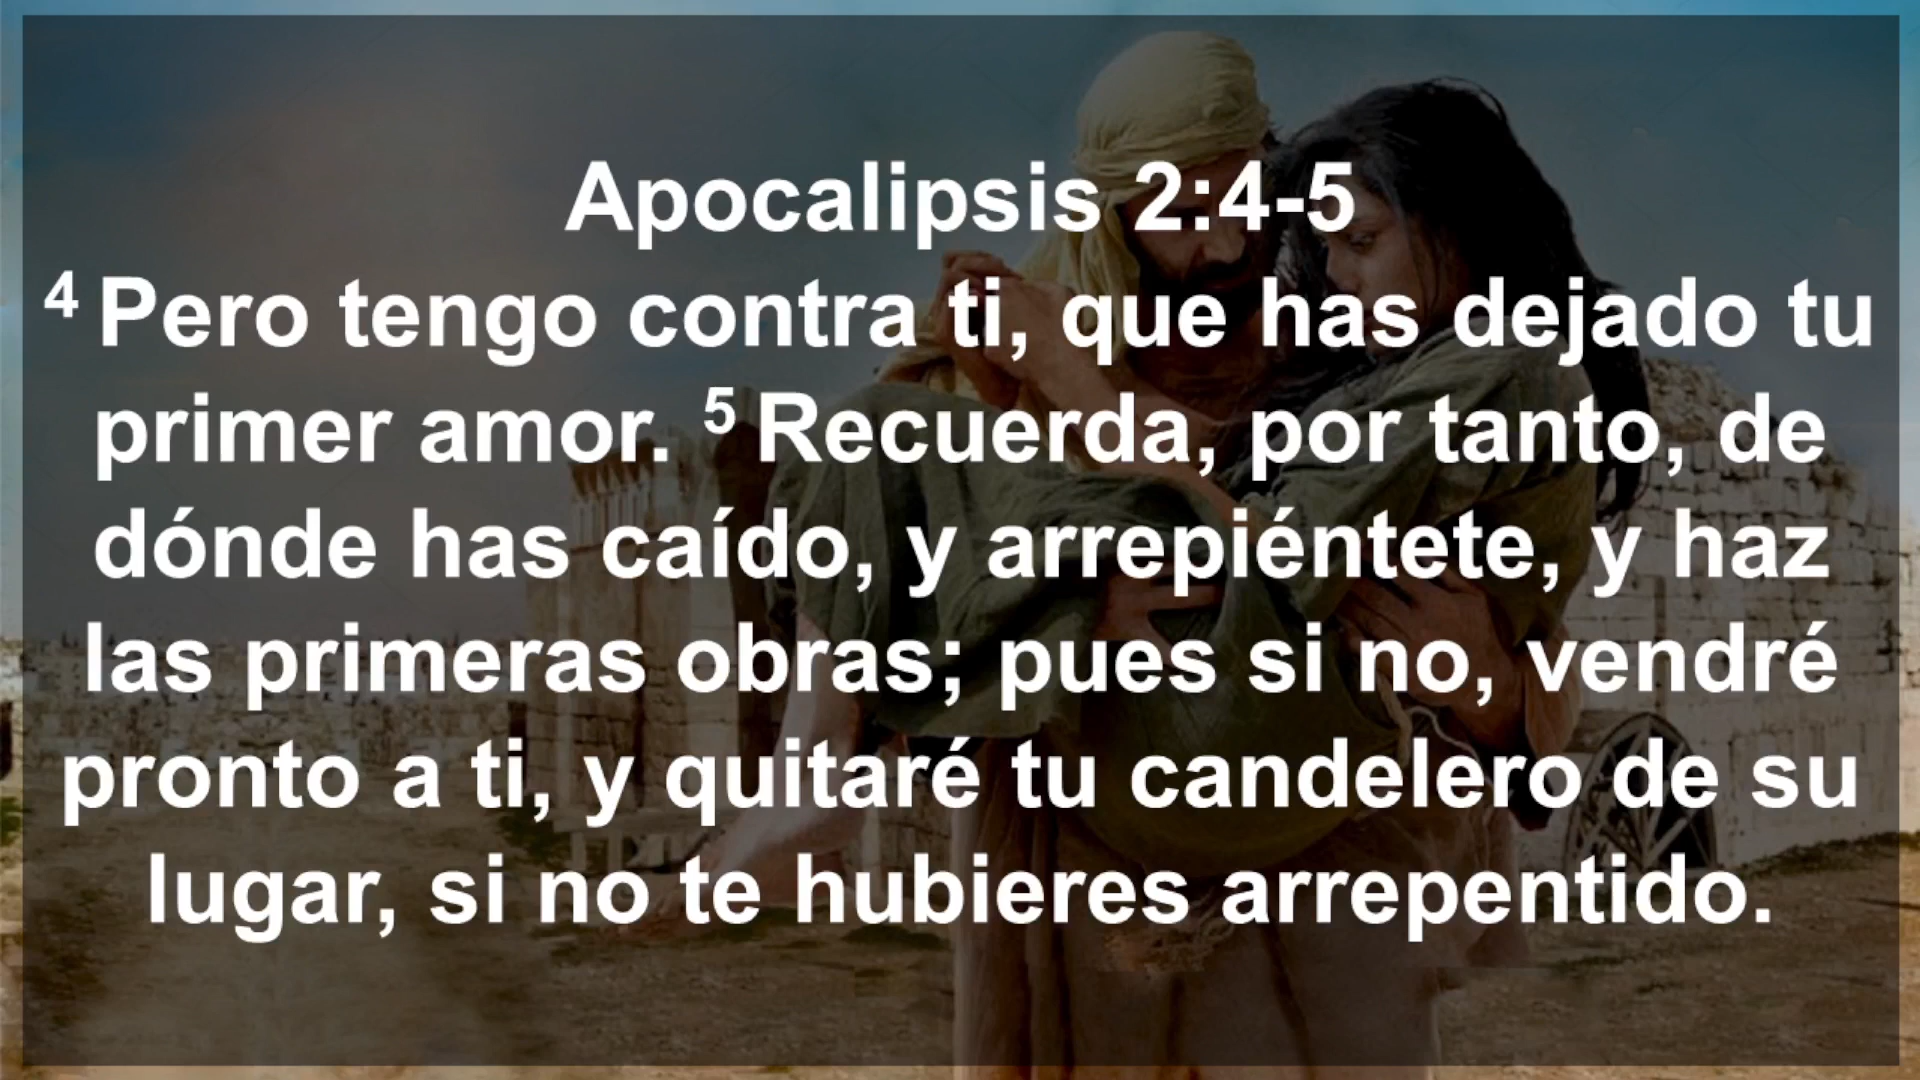 Apocalipsis 2:4-5
4 Pero tengo contra ti, que has dejado tu
primer amor. 5 Recuerda, por tanto, de
dónde has caído, y arrepiéntete, y haz
las primeras obras; pues si no, vendré
pronto a ti, y quitaré tu candelero de su
lugar, si no te hubieres arrepentido.